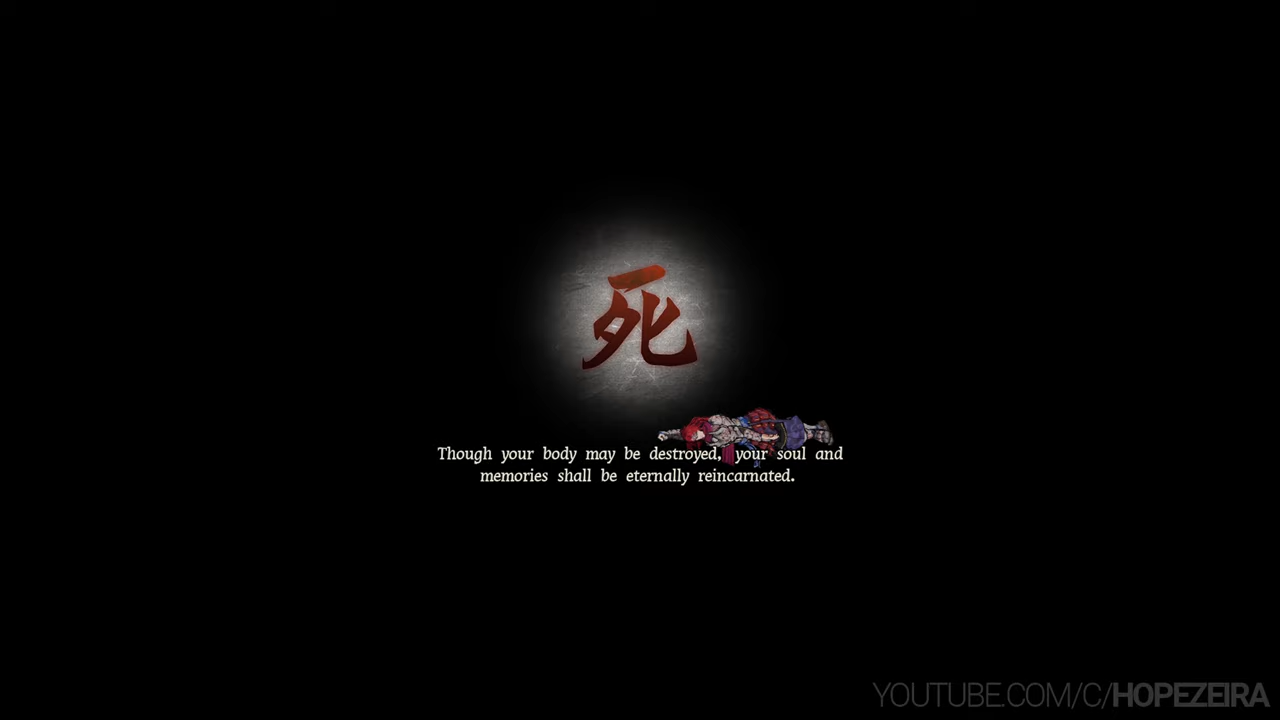 死
Though your body may be destroyed, your soul and
memories shall be eternally reincarnated.
YOUTUBE.COM/C/HOPEZEIRA